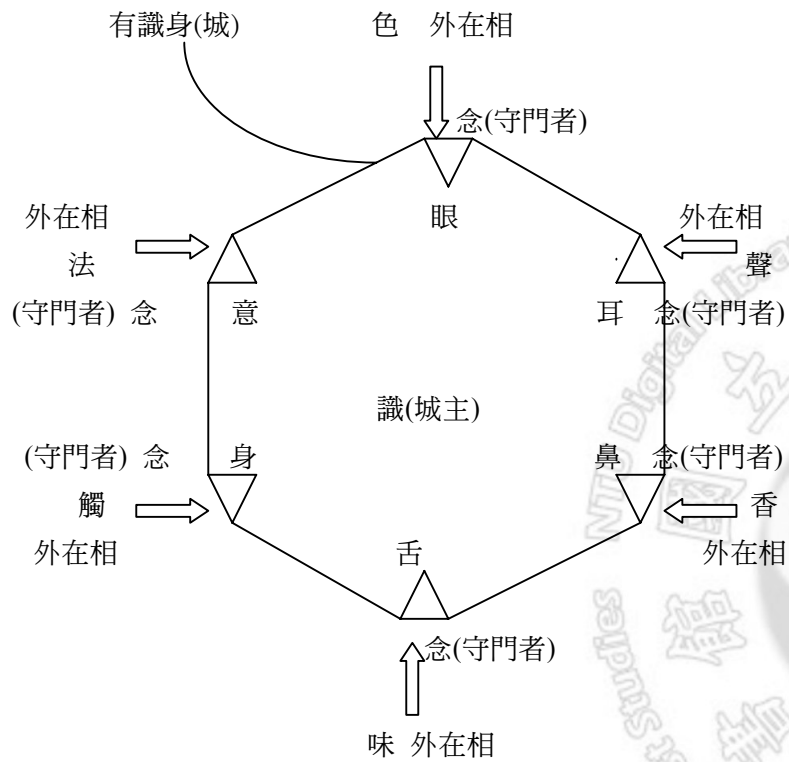 有識身(城)
色 外在相
念(守門者)
眼
外在相
法
(守門者) 念
意
外在相
聲
耳
念(守門者)
識(城主)
(守門者) 念
身
觸
外在相
鼻
念(守門者)
香
外在相
舌
念(守門者)
味 外在相